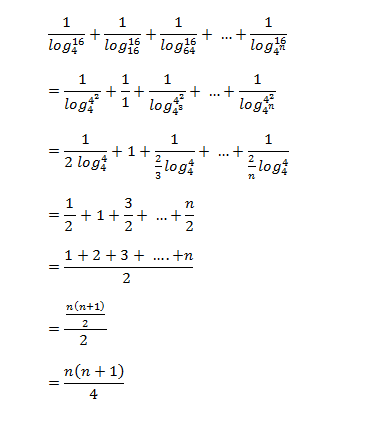 1/log_4^16 + 1/log_16^16 + 1/log_64^16 + ... + 1/log_{4^n}^16
= 1/log_4^{4^2} + 1/1 + 1/log_{4^3}^{4^2} + ... + 1/log_{4^n}^{4^2}
= 1/(2 log_4^4) + 1 + 1/((2/3) log_4^4) + ... + 1/((2/n) log_4^4)
= 1/2 + 1 + 3/2 + ... + n/2
= (1 + 2 + 3 + .... + n)/2
= (n(n+1)/2)/2
= n(n + 1)/4